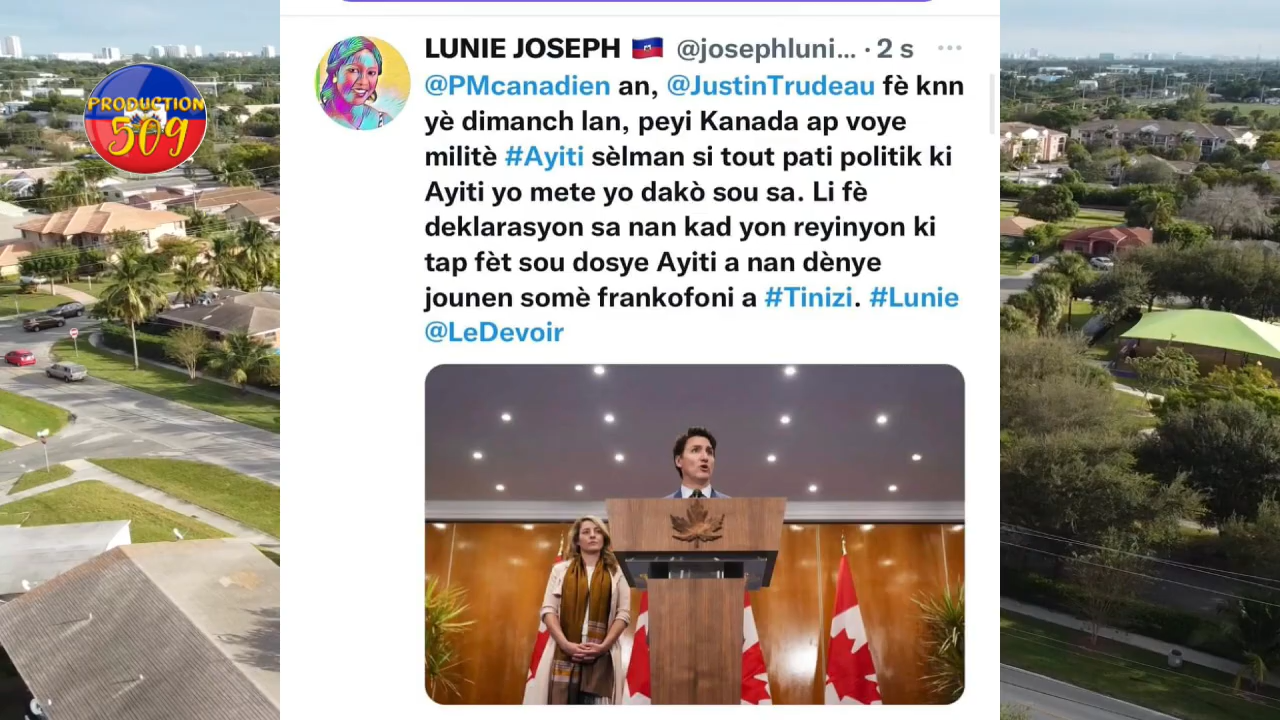 PRODUCTION
509
LUNIE JOSEPH 🇭🇹 @josephluni... · 2 s ···
@PMcanadien an, @JustinTrudeau fè knn
yè dimanch lan, peyi Kanada ap voye
militè #Ayiti sèlman si tout pati politik ki
Ayiti yo mete yo dakò sou sa. Li fè
deklarasyon sa nan kad yon reyinyon ki
tap fèt sou dosye Ayiti a nan dènye
jounen somè frankofoni a #Tinizi. #Lunie
@LeDevoir